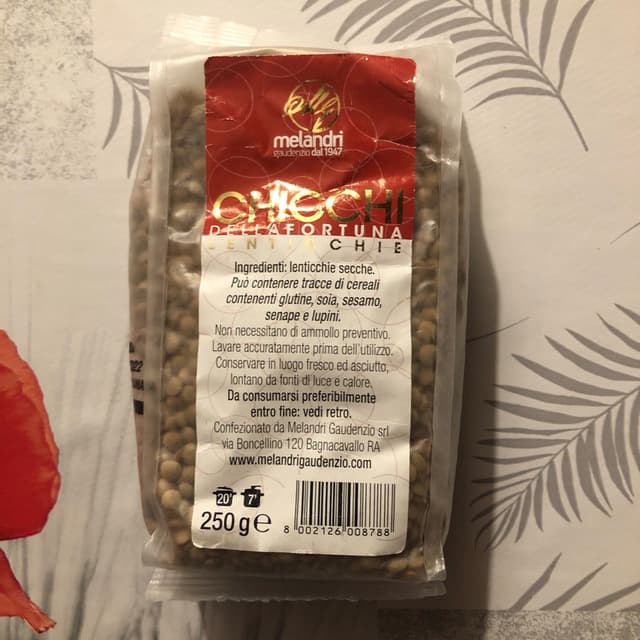 melandri
gaudenzio dal 1947
CHICCHI
DELLAFORTUNA
LENTICCHIE
Ingredienti: lenticchie secche.
Può contenere tracce di cereali
contenenti glutine, soia, sesamo,
senape e lupini.
Non necessitano di ammollo preventivo.
Lavare accuratamente prima dell'utilizzo.
Conservare in luogo fresco ed asciutto,
lontano da fonti di luce e calore.
Da consumarsi preferibilmente
entro fine: vedi retro.
Confezionato da Melandri Gaudenzio srl
via Boncellino 120 Bagnacavallo RA
www.melandrigaudenzio.com
20' 7'
250 g e
8 002126 008788